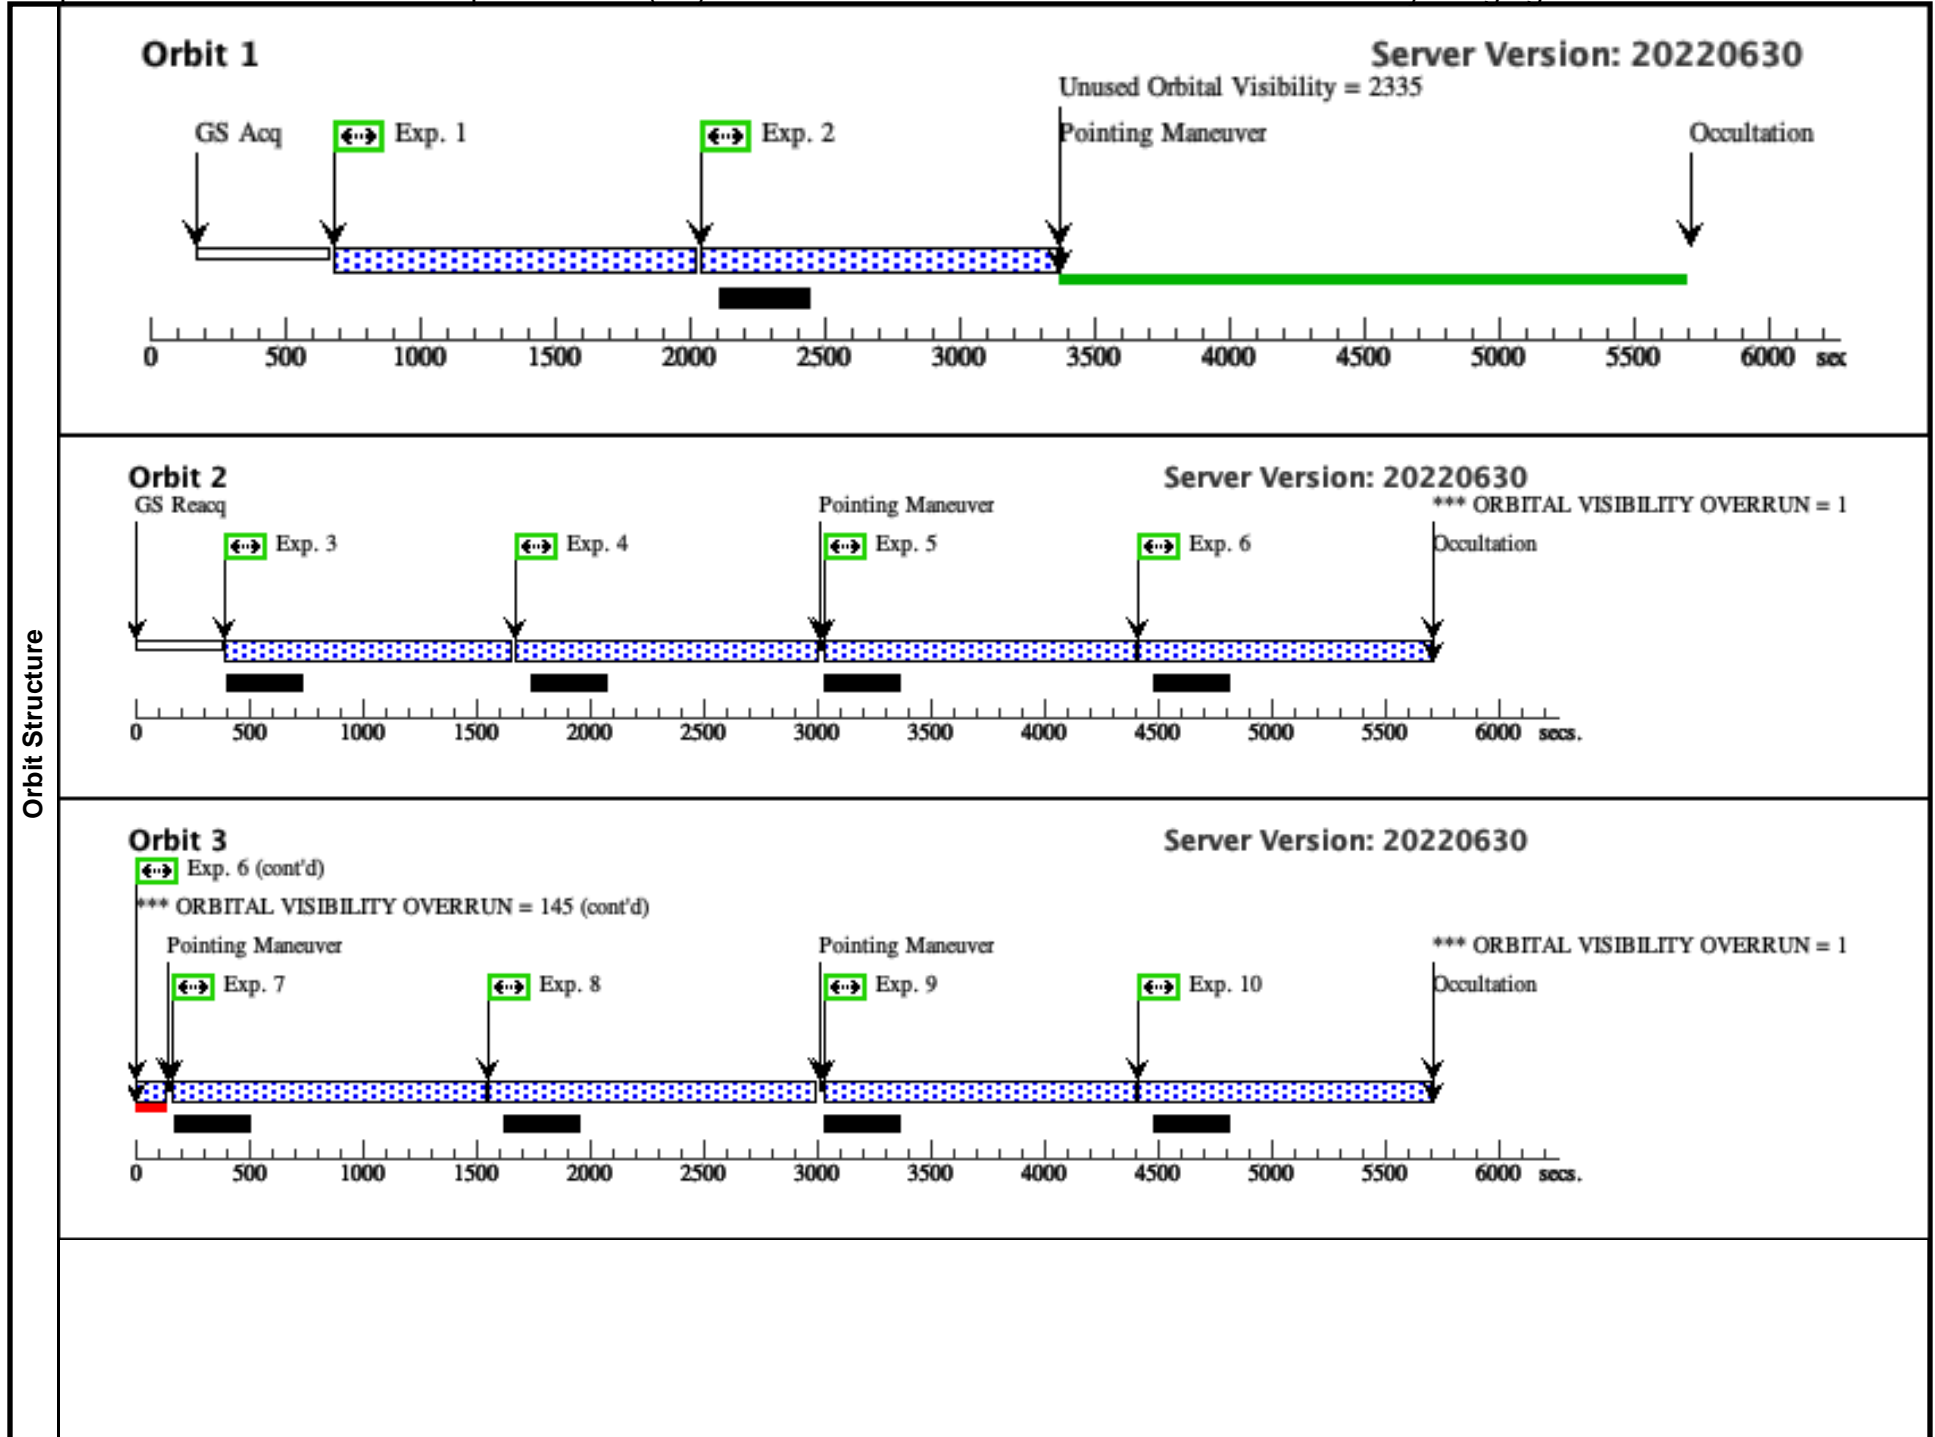 Orbit Structure
Orbit 1
Server Version: 20220630
Unused Orbital Visibility = 2335
GS Acq
Exp. 1
Exp. 2
Pointing Maneuver
Occultation
0 500 1000 1500 2000 2500 3000 3500 4000 4500 5000 5500 6000 sec
Orbit 2
Server Version: 20220630
GS Reacq
Pointing Maneuver
*** ORBITAL VISIBILITY OVERRUN = 1
Exp. 3
Exp. 4
Exp. 5
Exp. 6
Occultation
0 500 1000 1500 2000 2500 3000 3500 4000 4500 5000 5500 6000 secs.
Orbit 3
Server Version: 20220630
Exp. 6 (cont'd)
*** ORBITAL VISIBILITY OVERRUN = 145 (cont'd)
Pointing Maneuver
Pointing Maneuver
*** ORBITAL VISIBILITY OVERRUN = 1
Exp. 7
Exp. 8
Exp. 9
Exp. 10
Occultation
0 500 1000 1500 2000 2500 3000 3500 4000 4500 5000 5500 6000 secs.